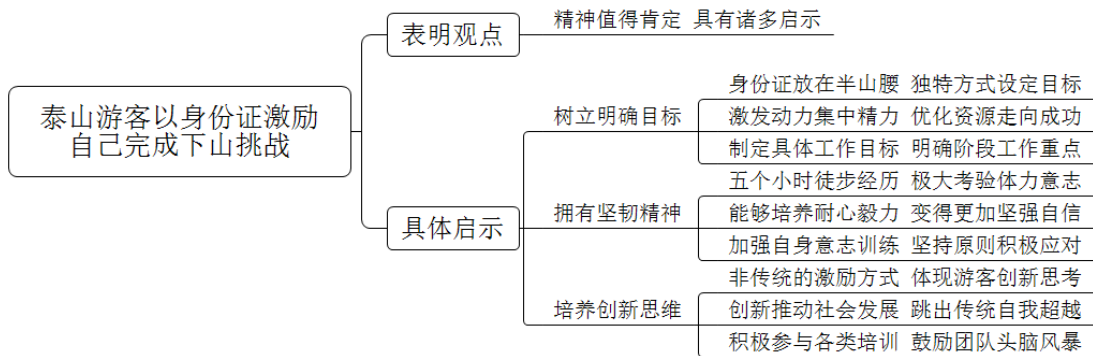 泰山游客以身份证激励
自己完成下山挑战
表明观点
精神值得肯定 具有诸多启示
具体启示
树立明确目标
身份证放在半山腰 独特方式设定目标
激发动力集中精力 优化资源走向成功
制定具体工作目标 明确阶段工作重点
拥有坚韧精神
五个小时徒步经历 极大考验体力意志
能够培养耐心毅力 变得更加坚强自信
加强自身意志训练 坚持原则积极应对
培养创新思维
非传统的激励方式 体现游客创新思考
创新推动社会发展 跳出传统自我超越
积极参与各类培训 鼓励团队头脑风暴